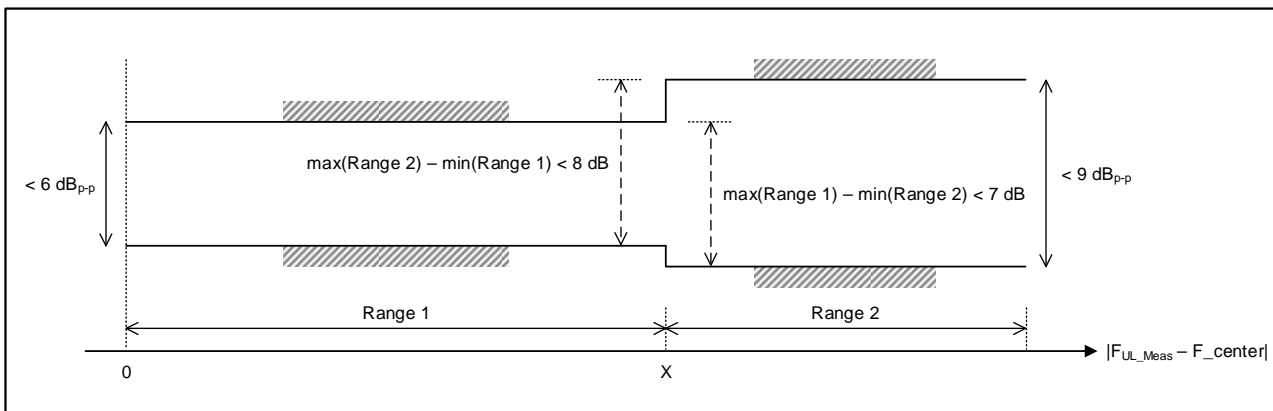 max(Range 2) – min(Range 1) < 8 dB
< 6 dBp-p
< 9 dBp-p
max(Range 1) – min(Range 2) < 7 dB
Range 1
Range 2
|FUL_Meas – F_center|
0
X